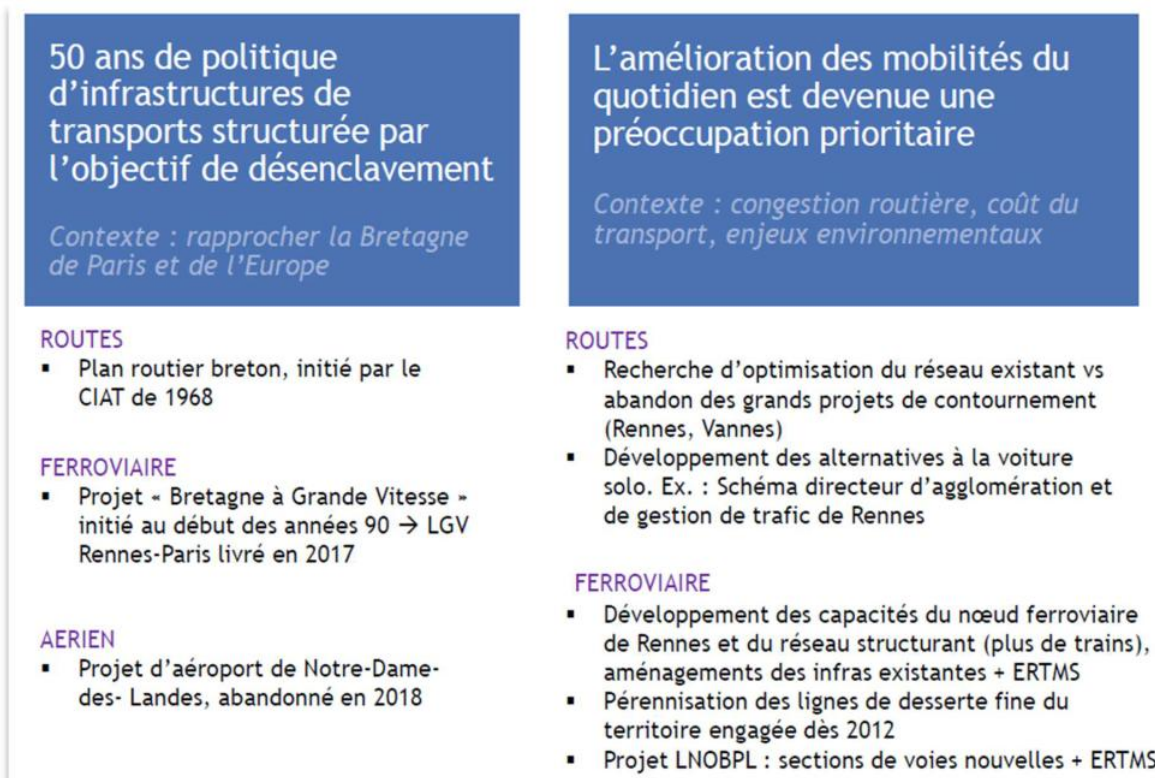 50 ans de politique
d’infrastructures de
transports structurée par
l’objectif de désenclavement
Contexte : rapprocher la Bretagne
de Paris et de l’Europe
ROUTES
▪ Plan routier breton, initié par le
CIAT de 1968
FERROVIAIRE
▪ Projet « Bretagne à Grande Vitesse »
initié au début des années 90 → LGV
Rennes-Paris livré en 2017
AERIEN
▪ Projet d’aéroport de Notre-Dame-
des- Landes, abandonné en 2018
L’amélioration des mobilités du
quotidien est devenue une
préoccupation prioritaire
Contexte : congestion routière, coût du
transport, enjeux environnementaux
ROUTES
▪ Recherche d’optimisation du réseau existant vs
abandon des grands projets de contournement
(Rennes, Vannes)
▪ Développement des alternatives à la voiture
solo. Ex. : Schéma directeur d’agglomération et
de gestion de trafic de Rennes
FERROVIAIRE
▪ Développement des capacités du nœud ferroviaire
de Rennes et du réseau structurant (plus de trains),
aménagements des infras existantes + ERTMS
▪ Pérennisation des lignes de desserte fine du
territoire engagée dès 2012
▪ Projet LNOBPL : sections de voies nouvelles + ERTMS